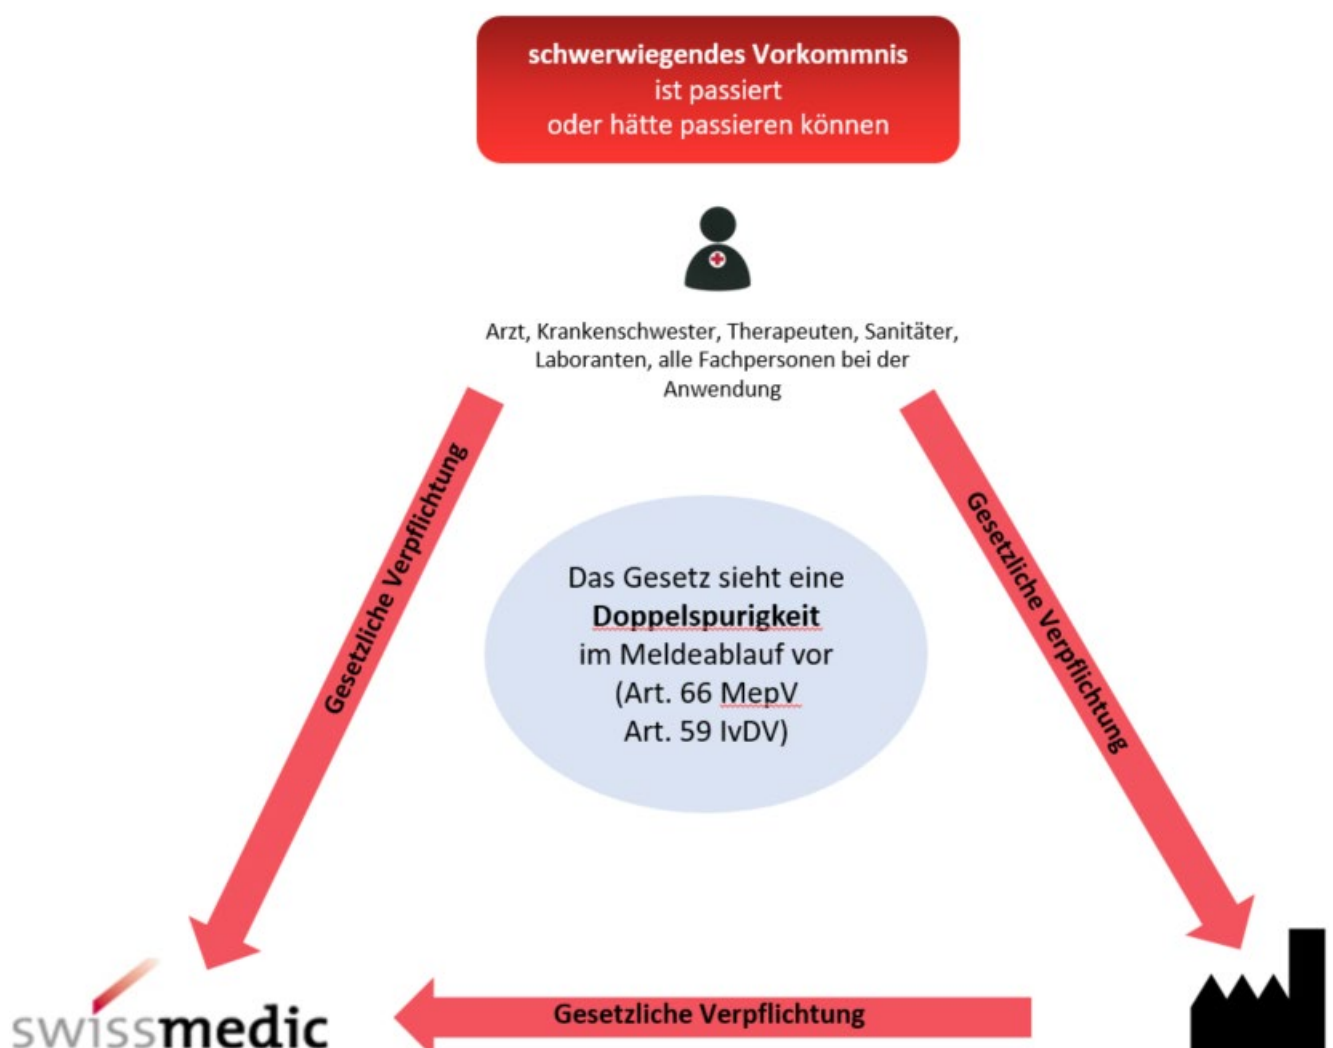 schwerwiegendes Vorkommnis
ist passiert
oder hätte passieren können
Arzt, Krankenschwester, Therapeuten, Sanitäter,
Laboranten, alle Fachpersonen bei der
Anwendung
Gesetzliche Verpflichtung
Gesetzliche Verpflichtung
Das Gesetz sieht eine
Doppelspurigkeit
im Meldeablauf vor
(Art. 66 MepV
Art. 59 IvDV)
swissmedic
Gesetzliche Verpflichtung